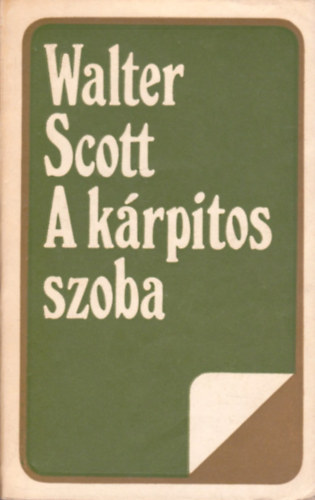 Walter
Scott
A kárpitos
szoba